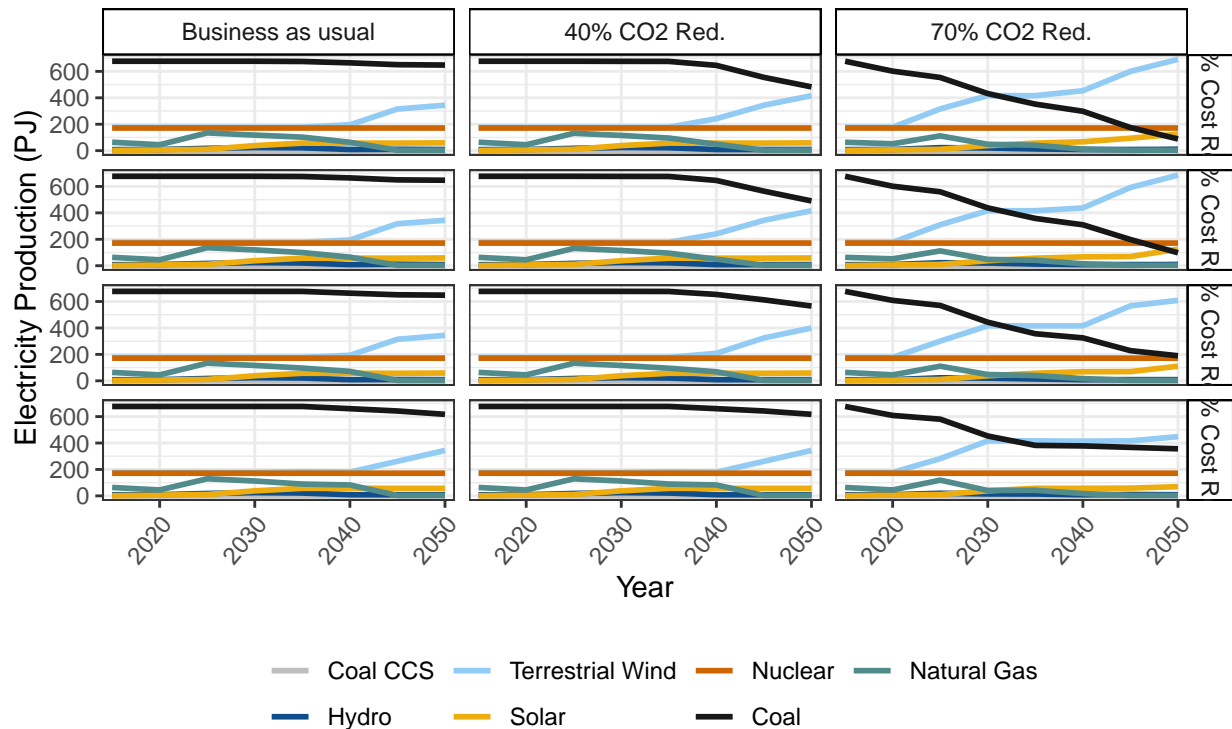 Business as usual 40% CO2 Red. 70% CO2 Red.
Electricity Production (PJ)
600
400
200
0
% Cost R
600
400
200
0
% Cost R
600
400
200
0
% Cost R
600
400
200
0
% Cost R
2020 2030 2040 2050 2020 2030 2040 2050 2020 2030 2040 2050
Year
Coal CCS Terrestrial Wind Nuclear Natural Gas
Hydro Solar Coal